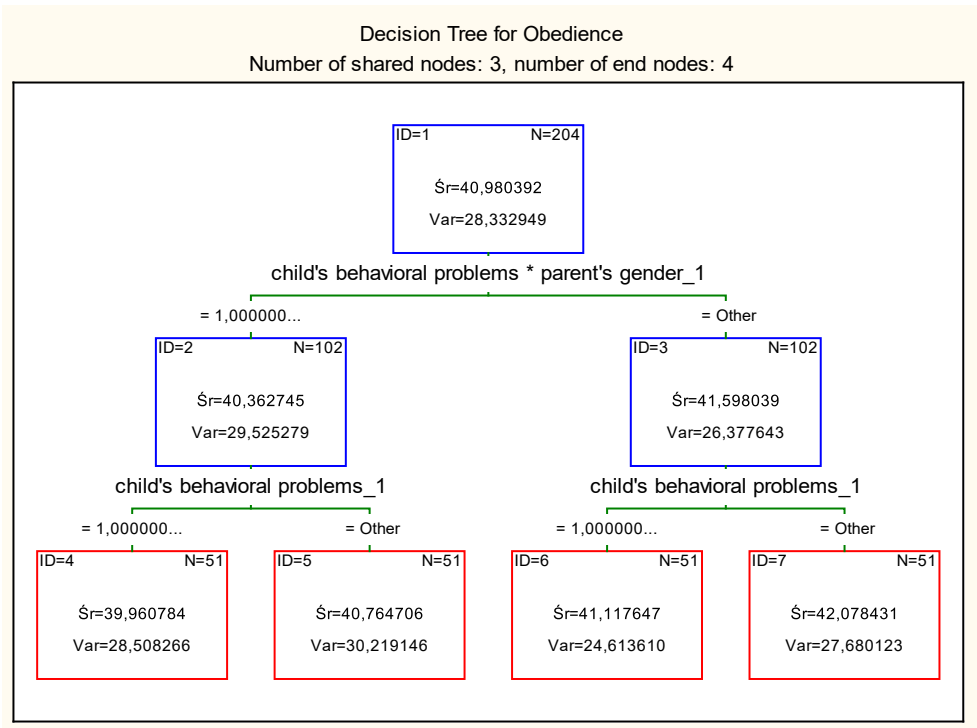 Decision Tree for Obedience
Number of shared nodes: 3, number of end nodes: 4
ID=1 N=204
Śr=40,980392
Var=28,332949
child's behavioral problems * parent's gender_1
= 1,000000... = Other
ID=2 N=102 ID=3 N=102
Śr=40,362745 Śr=41,598039
Var=29,525279 Var=26,377643
child's behavioral problems_1 child's behavioral problems_1
= 1,000000... = Other = 1,000000... = Other
ID=4 N=51 ID=5 N=51 ID=6 N=51 ID=7 N=51
Śr=39,960784 Śr=40,764706 Śr=41,117647 Śr=42,078431
Var=28,508266 Var=30,219146 Var=24,613610 Var=27,680123